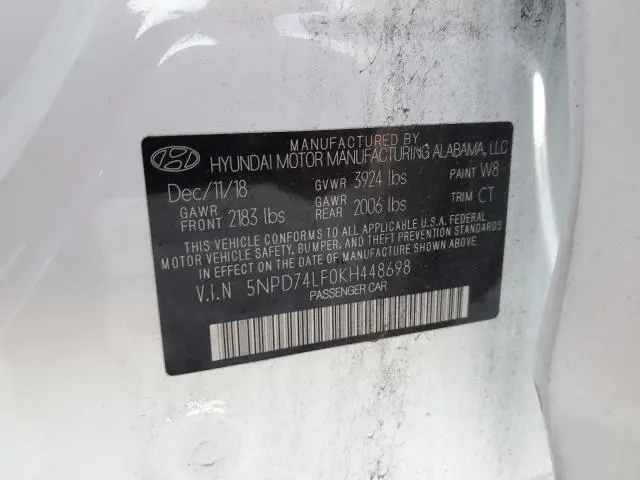 MANUFACTURED BY
HYUNDAI MOTOR MANUFACTURING ALABAMA, LLC
Dec/11/18 GVWR 3924 lbs PAINT W8
GAWR FRONT 2183 lbs GAWR REAR 2006 lbs TRIM CT
THIS VEHICLE CONFORMS TO ALL APPLICABLE U.S.A. FEDERAL
MOTOR VEHICLE SAFETY, BUMPER, AND THEFT PREVENTION STANDARDS
IN EFFECT ON THE DATE OF MANUFACTURE SHOWN ABOVE.
V.I.N 5NPD74LF0KH448698
PASSENGER CAR